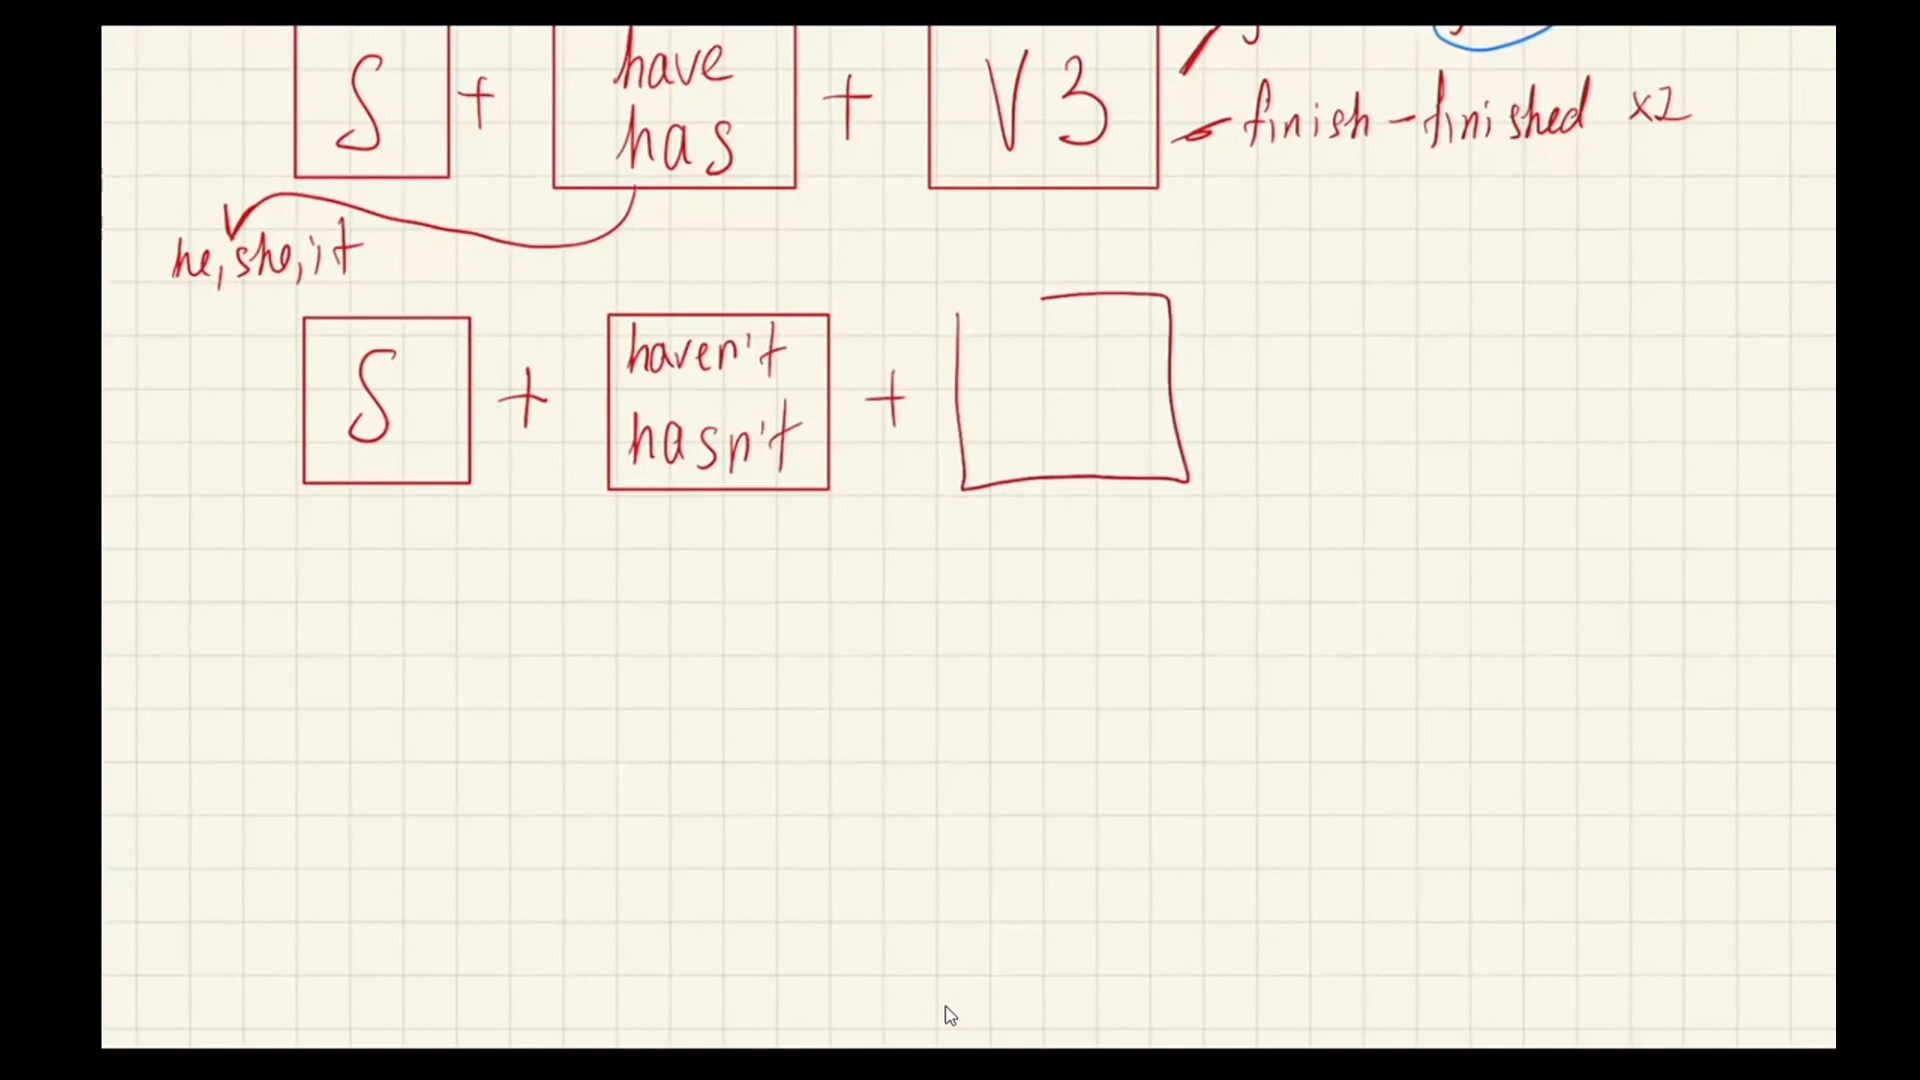 S + have has + V3
finish - finished x2
he, she, it
S + haven't hasn't +